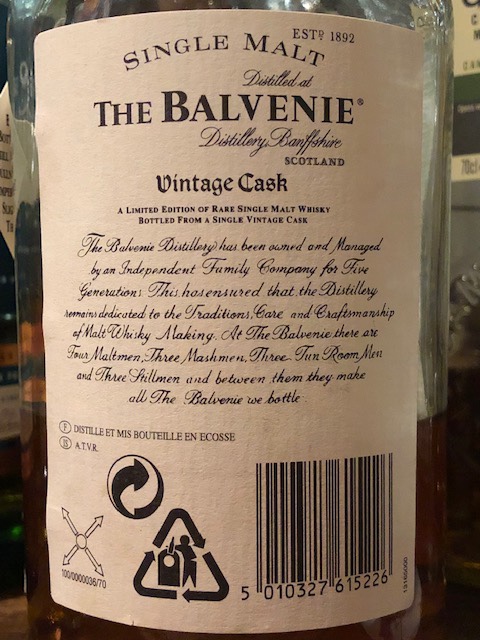 ESTD 1892
SINGLE MALT
Distilled at
THE BALVENIE®
Distillery, Banffshire
SCOTLAND
Vintage Cask
A LIMITED EDITION OF RARE SINGLE MALT WHISKY
BOTTLED FROM A SINGLE VINTAGE CASK
The Balvenie Distillery has been owned and Managed
by an Independent Family Company for Five
Generations This has ensured that, the Distillery
remains dedicated to the Traditions, Care and Craftsmanship
of Malt Whisky Making. At The Balvenie there are
Four Maltmen, Three Mashmen, Three Tun Room Men
and Three Stillmen and between them they make
all The Balvenie we bottle
F DISTILLE ET MIS BOUTEILLE EN ECOSSE
A.T.V.R.
100/0000036/70
5 010327 615226
70cl